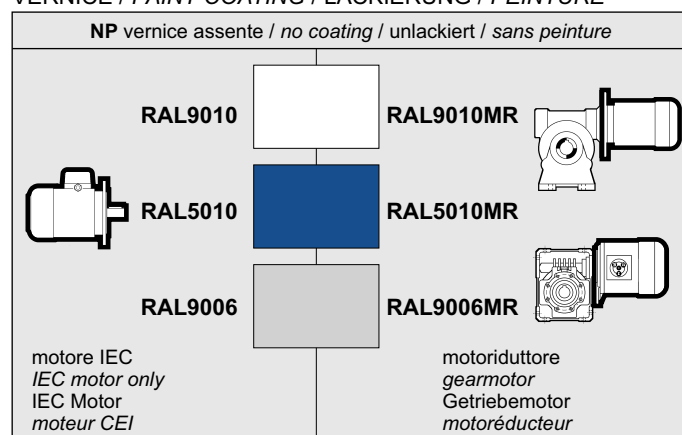 VERNICE / PAINT COATING / LACKIERUNG / PEINTURE
NP vernice assente / no coating / unlackiert / sans peinture
RAL9010
RAL9010MR
RAL5010
RAL5010MR
RAL9006
RAL9006MR
motore IEC
IEC motor only
IEC Motor
moteur CEI
motoriduttore
gearmotor
Getriebemotor
motoréducteur